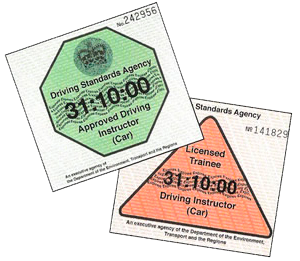 № 242956
Driving Standards Agency
31:10:00
Approved Driving
Instructor
(Car)
An executive agency of
the Department of the Environment, Transport and the Regions
Standards Agency
№ 141829
Licensed
Trainee
31:10:00
Driving Instructor
(Car)
An executive agency of the Department of the Environment,
Transport and the Regions